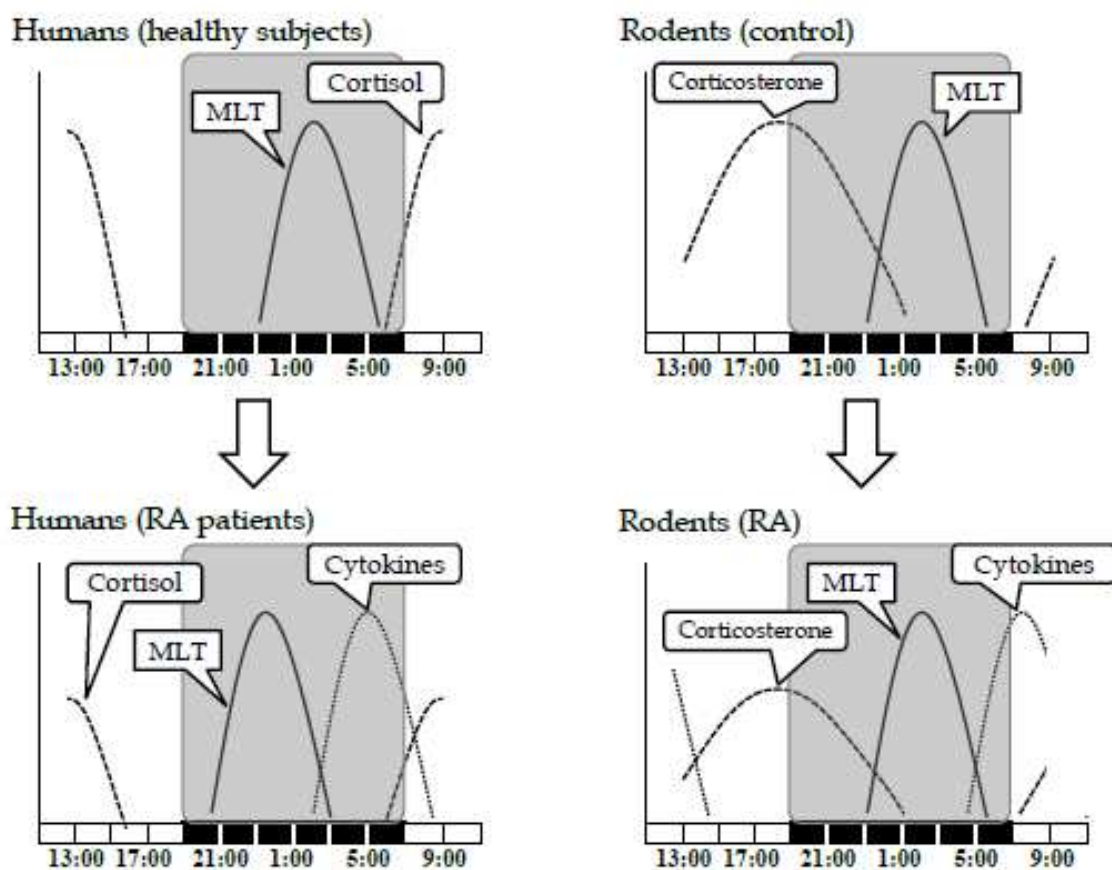 Humans (healthy subjects)
Cortisol
MLT
13:00 17:00 21:00 1:00 5:00 9:00
Rodents (control)
Corticosterone
MLT
13:00 17:00 21:00 1:00 5:00 9:00
Humans (RA patients)
Cytokines
Cortisol
MLT
13:00 17:00 21:00 1:00 5:00 9:00
Rodents (RA)
Cytokines
MLT
Corticosterone
13:00 17:00 21:00 1:00 5:00 9:00